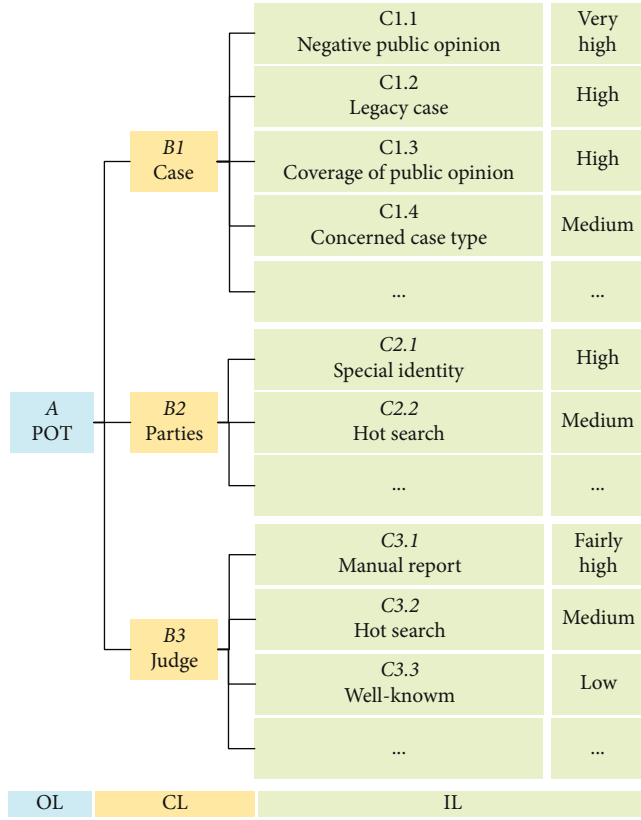 C1.1
Negative public opinion
Very
high
C1.2
Legacy case
High
B1
Case
C1.3
Coverage of public opinion
High
C1.4
Concerned case type
Medium
...
...
C2.1
Special identity
High
A
POT
B2
Parties
C2.2
Hot search
Medium
...
...
C3.1
Manual report
Fairly
high
C3.2
Hot search
Medium
B3
Judge
C3.3
Well-knowm
Low
...
...
OL
CL
IL